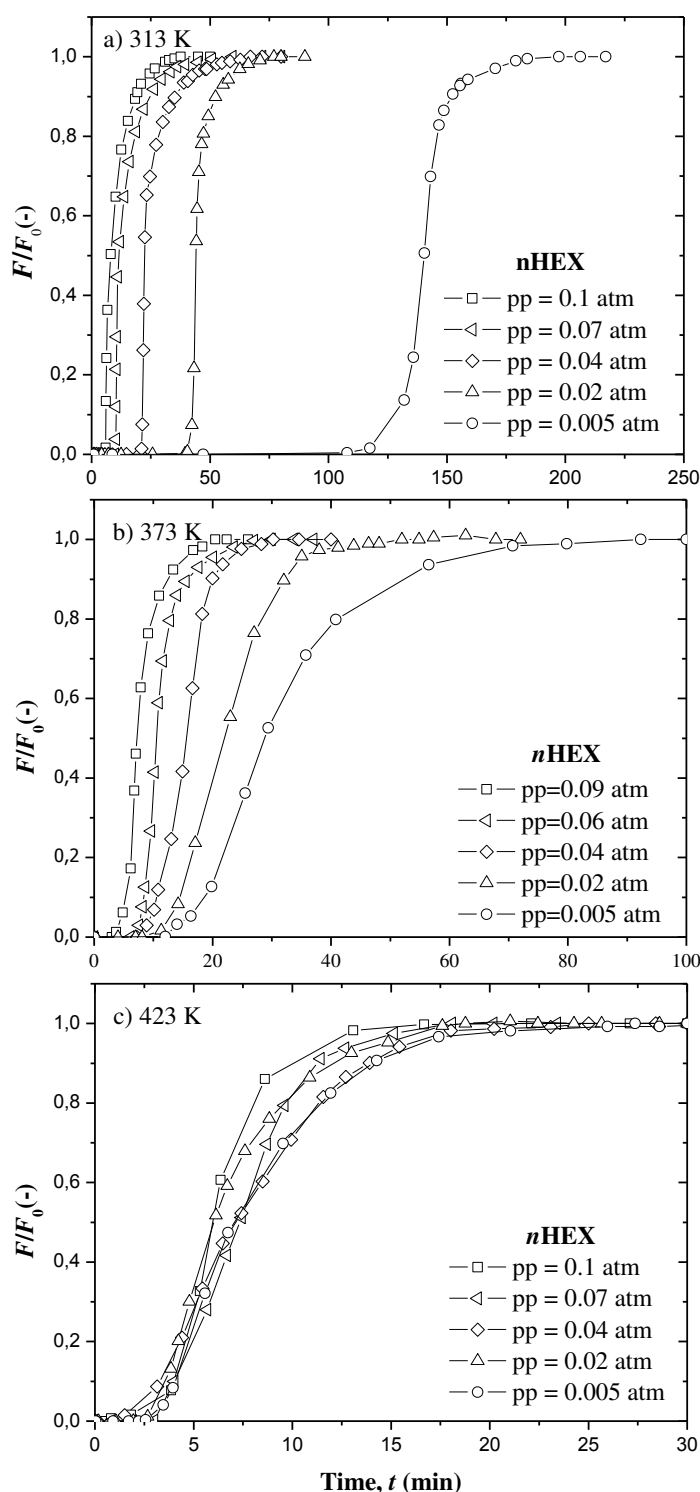 a) 313 K
1,0
0,8
0,6
0,4
0,2
0,0
F/F0(-)
nHEX
pp = 0.1 atm
pp = 0.07 atm
pp = 0.04 atm
pp = 0.02 atm
pp = 0.005 atm
0 50 100 150 200 250
b) 373 K
1,0
0,8
0,6
0,4
0,2
0,0
F/F0(-)
nHEX
pp=0.09 atm
pp=0.06 atm
pp=0.04 atm
pp=0.02 atm
pp=0.005 atm
0 20 40 60 80 100
c) 423 K
1,0
0,8
0,6
0,4
0,2
0,0
F/F0(-)
nHEX
pp = 0.1 atm
pp = 0.07 atm
pp = 0.04 atm
pp = 0.02 atm
pp = 0.005 atm
0 5 10 15 20 25 30
Time, t (min)